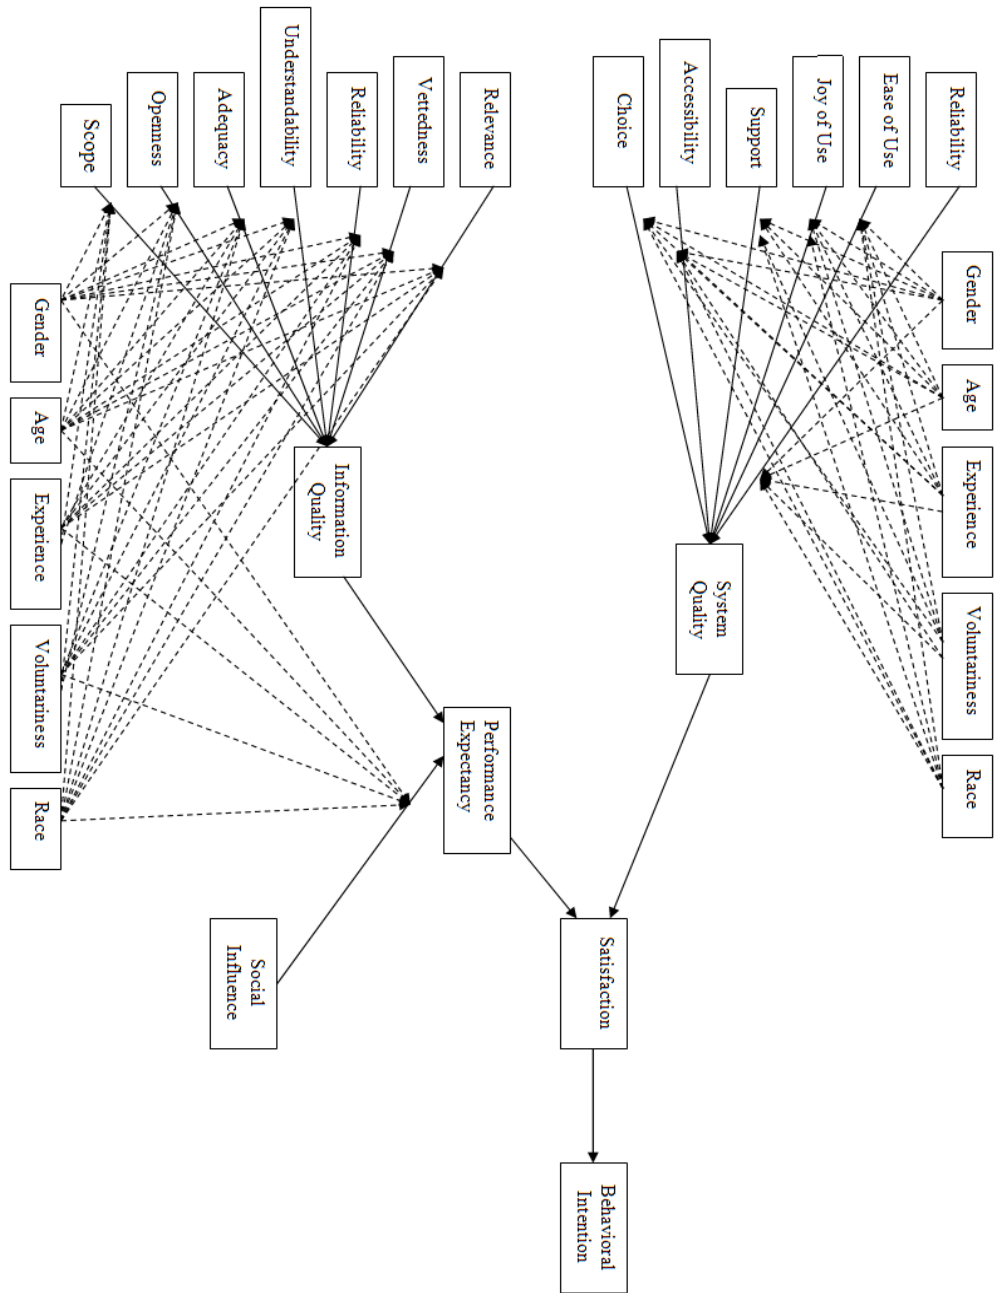 Gender
Age
Experience
Voluntariness
Race
Reliability
Ease of Use
Joy of Use
Support
Accessibility
Choice
System
Quality
Satisfaction
Behavioral
Intention
Performance
Expectancy
Relevance
Vettedness
Reliability
Understandability
Adequacy
Openness
Scope
Information
Quality
Social
Influence
Gender
Age
Experience
Voluntariness
Race